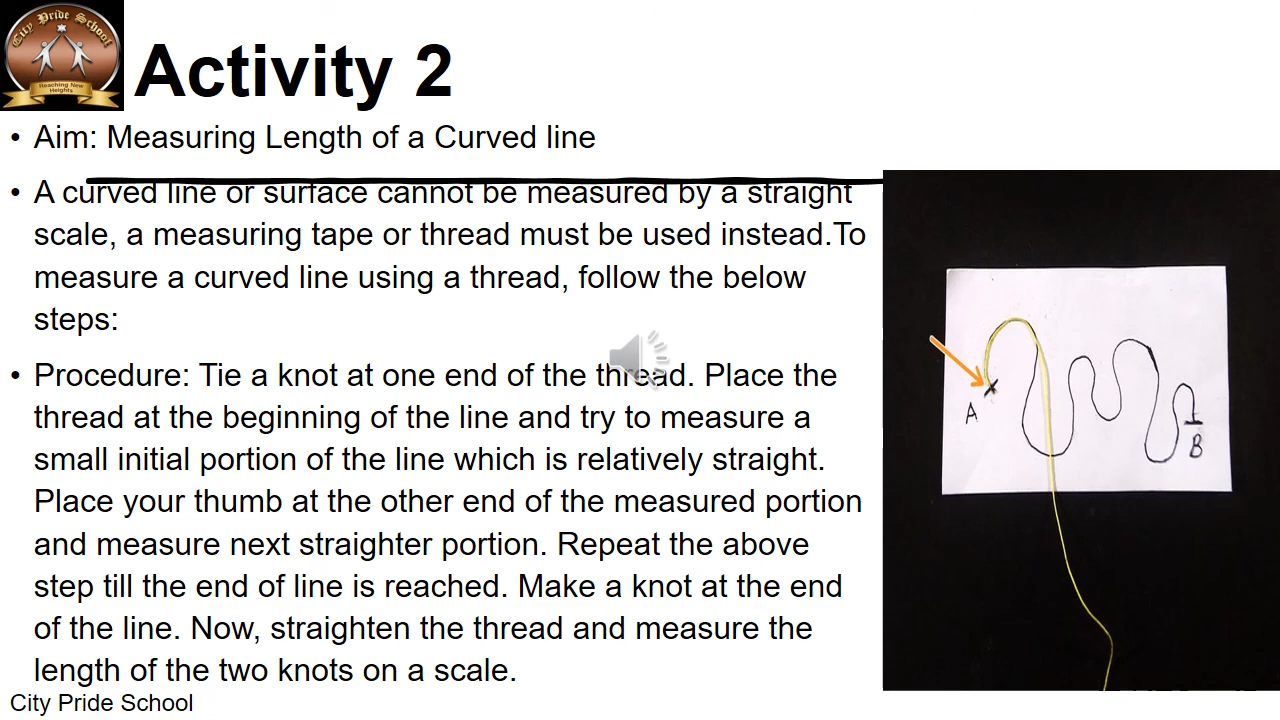 City Pride School
Reaching New
Heights
Activity 2
• Aim: Measuring Length of a Curved line
• A curved line or surface cannot be measured by a straight
scale, a measuring tape or thread must be used instead.To
measure a curved line using a thread, follow the below
steps:
• Procedure: Tie a knot at one end of the thread. Place the
thread at the beginning of the line and try to measure a
small initial portion of the line which is relatively straight.
Place your thumb at the other end of the measured portion
and measure next straighter portion. Repeat the above
step till the end of line is reached. Make a knot at the end
of the line. Now, straighten the thread and measure the
length of the two knots on a scale.
A
B
City Pride School